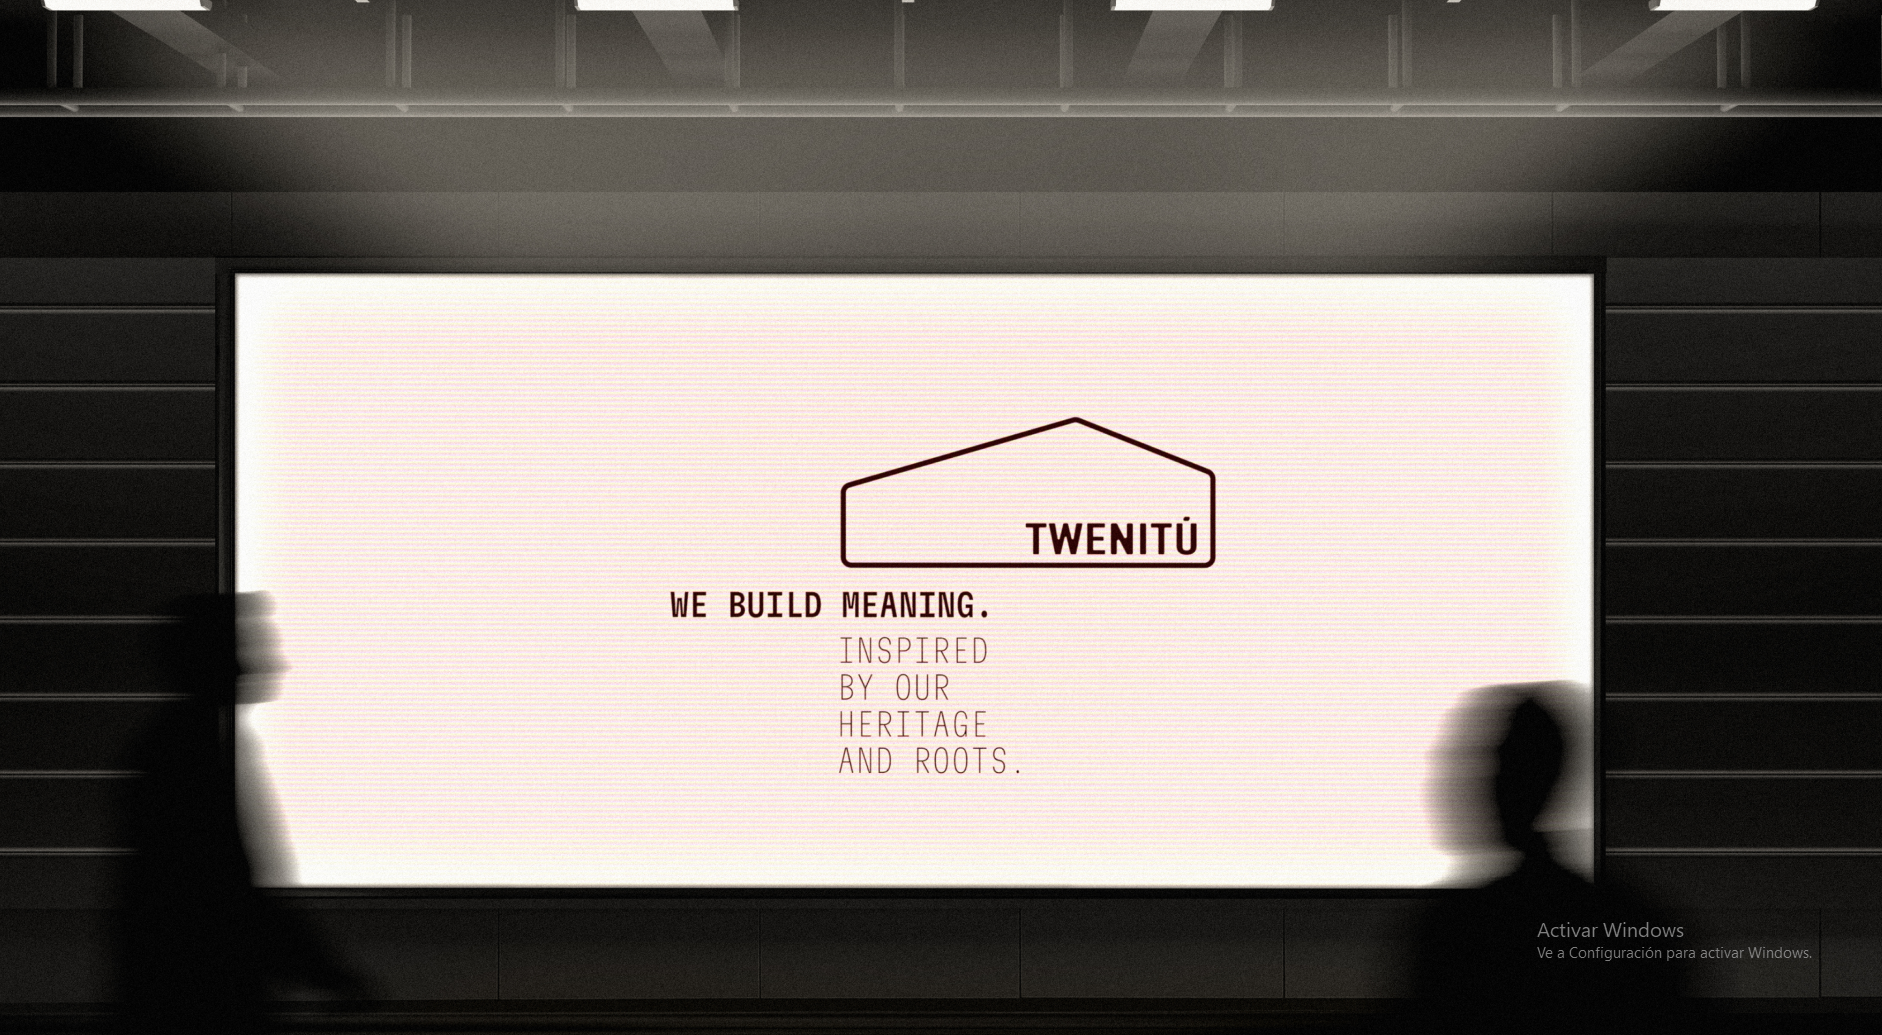 TWENITÚ
WE BUILD MEANING.
INSPIRED
BY OUR
HERITAGE
AND ROOTS.
Activar Windows
Ve a Configuración para activar Windows.